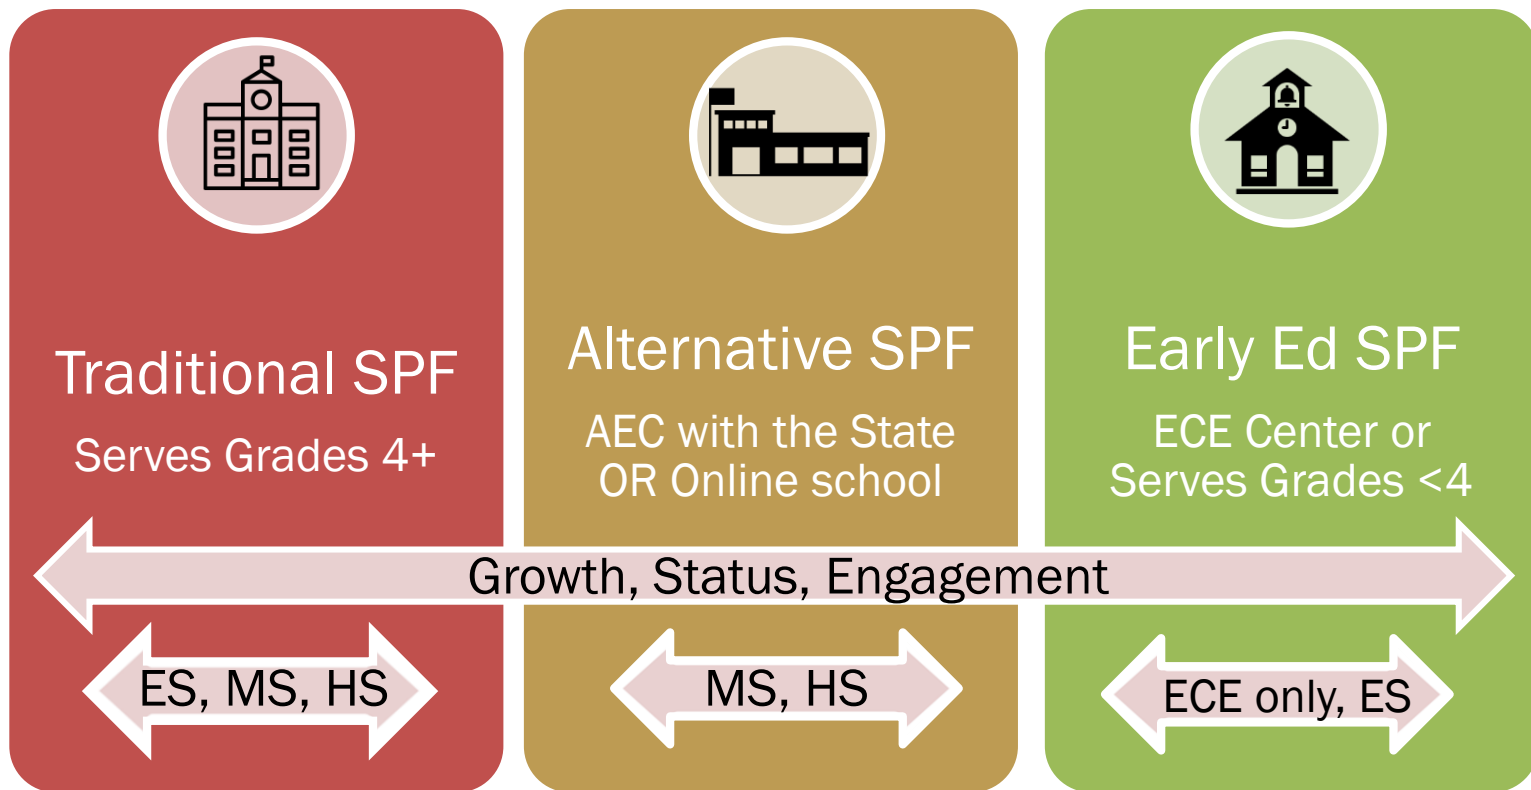 Traditional SPF
Serves Grades 4+
Alternative SPF
AEC with the State
OR Online school
Early Ed SPF
ECE Center or
Serves Grades <4
Growth, Status, Engagement
ES, MS, HS
MS, HS
ECE only, ES